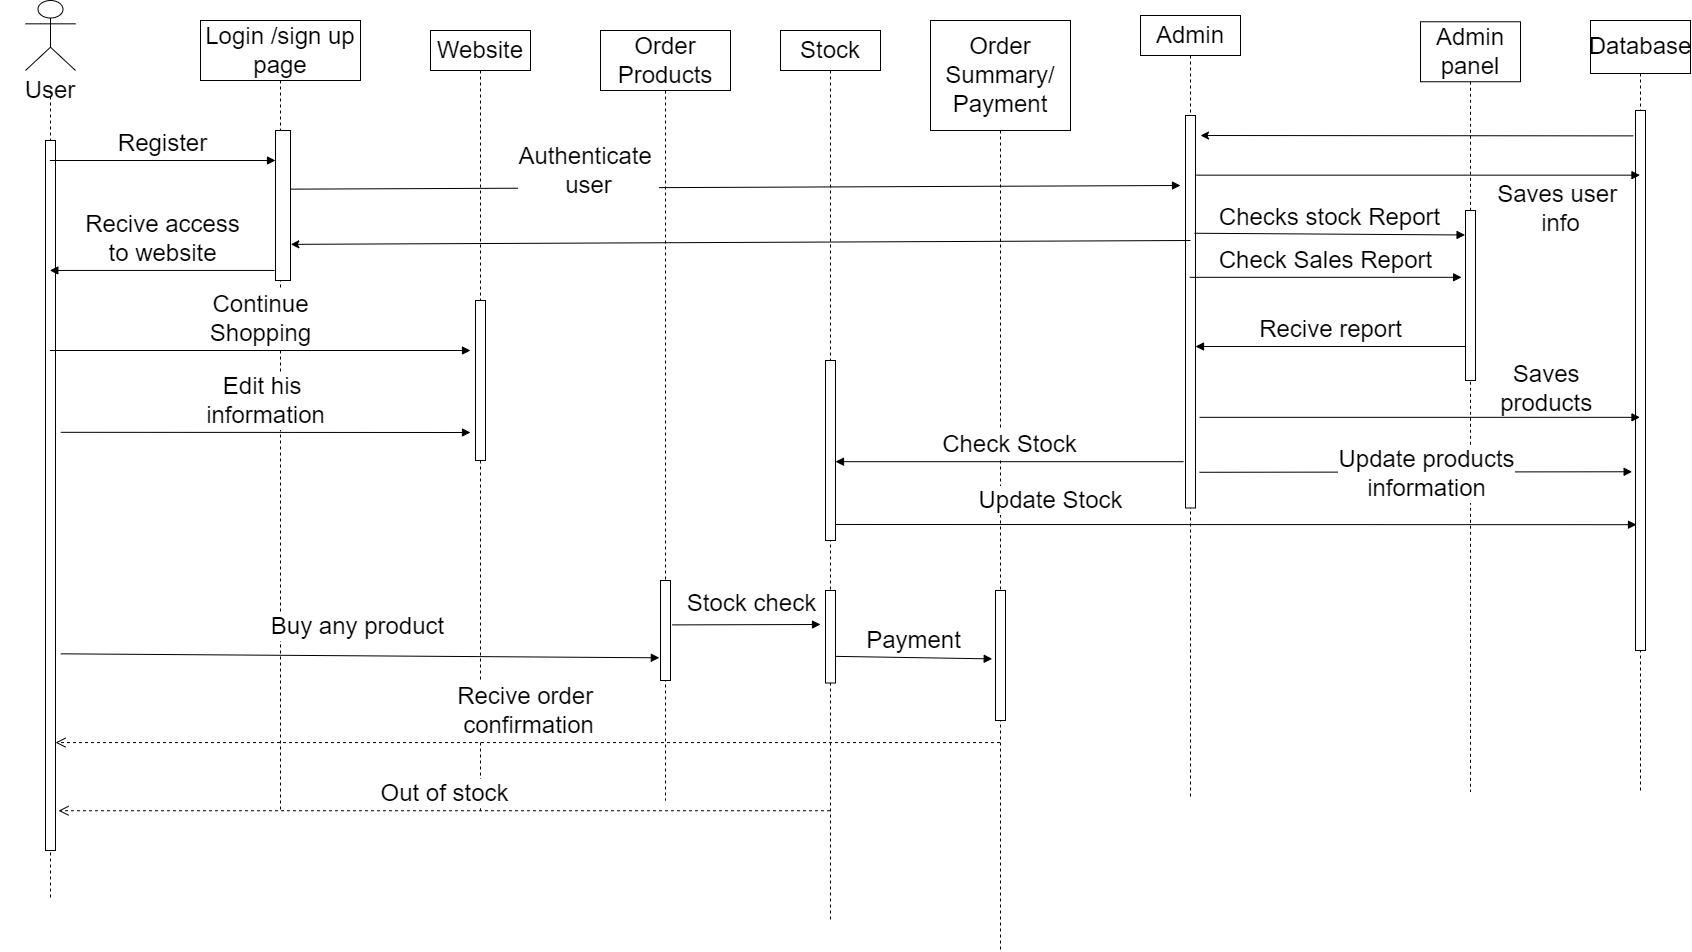 User
Login /sign up
page
Website
Order
Products
Stock
Order
Summary/
Payment
Admin
Admin
panel
Database
Register
Authenticate
user
Saves user
info
Recive access
to website
Checks stock Report
Check Sales Report
Continue
Shopping
Recive report
Edit his
information
Saves
products
Check Stock
Update products
information
Update Stock
Stock check
Buy any product
Payment
Recive order
confirmation
Out of stock